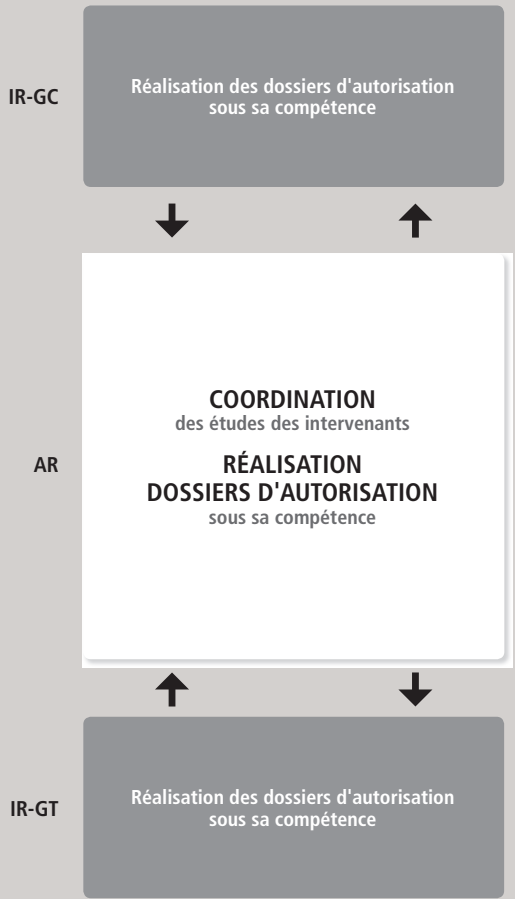 IR-GC
Réalisation des dossiers d'autorisation
sous sa compétence
AR
COORDINATION
des études des intervenants
RÉALISATION
DOSSIERS D'AUTORISATION
sous sa compétence
IR-GT
Réalisation des dossiers d'autorisation
sous sa compétence